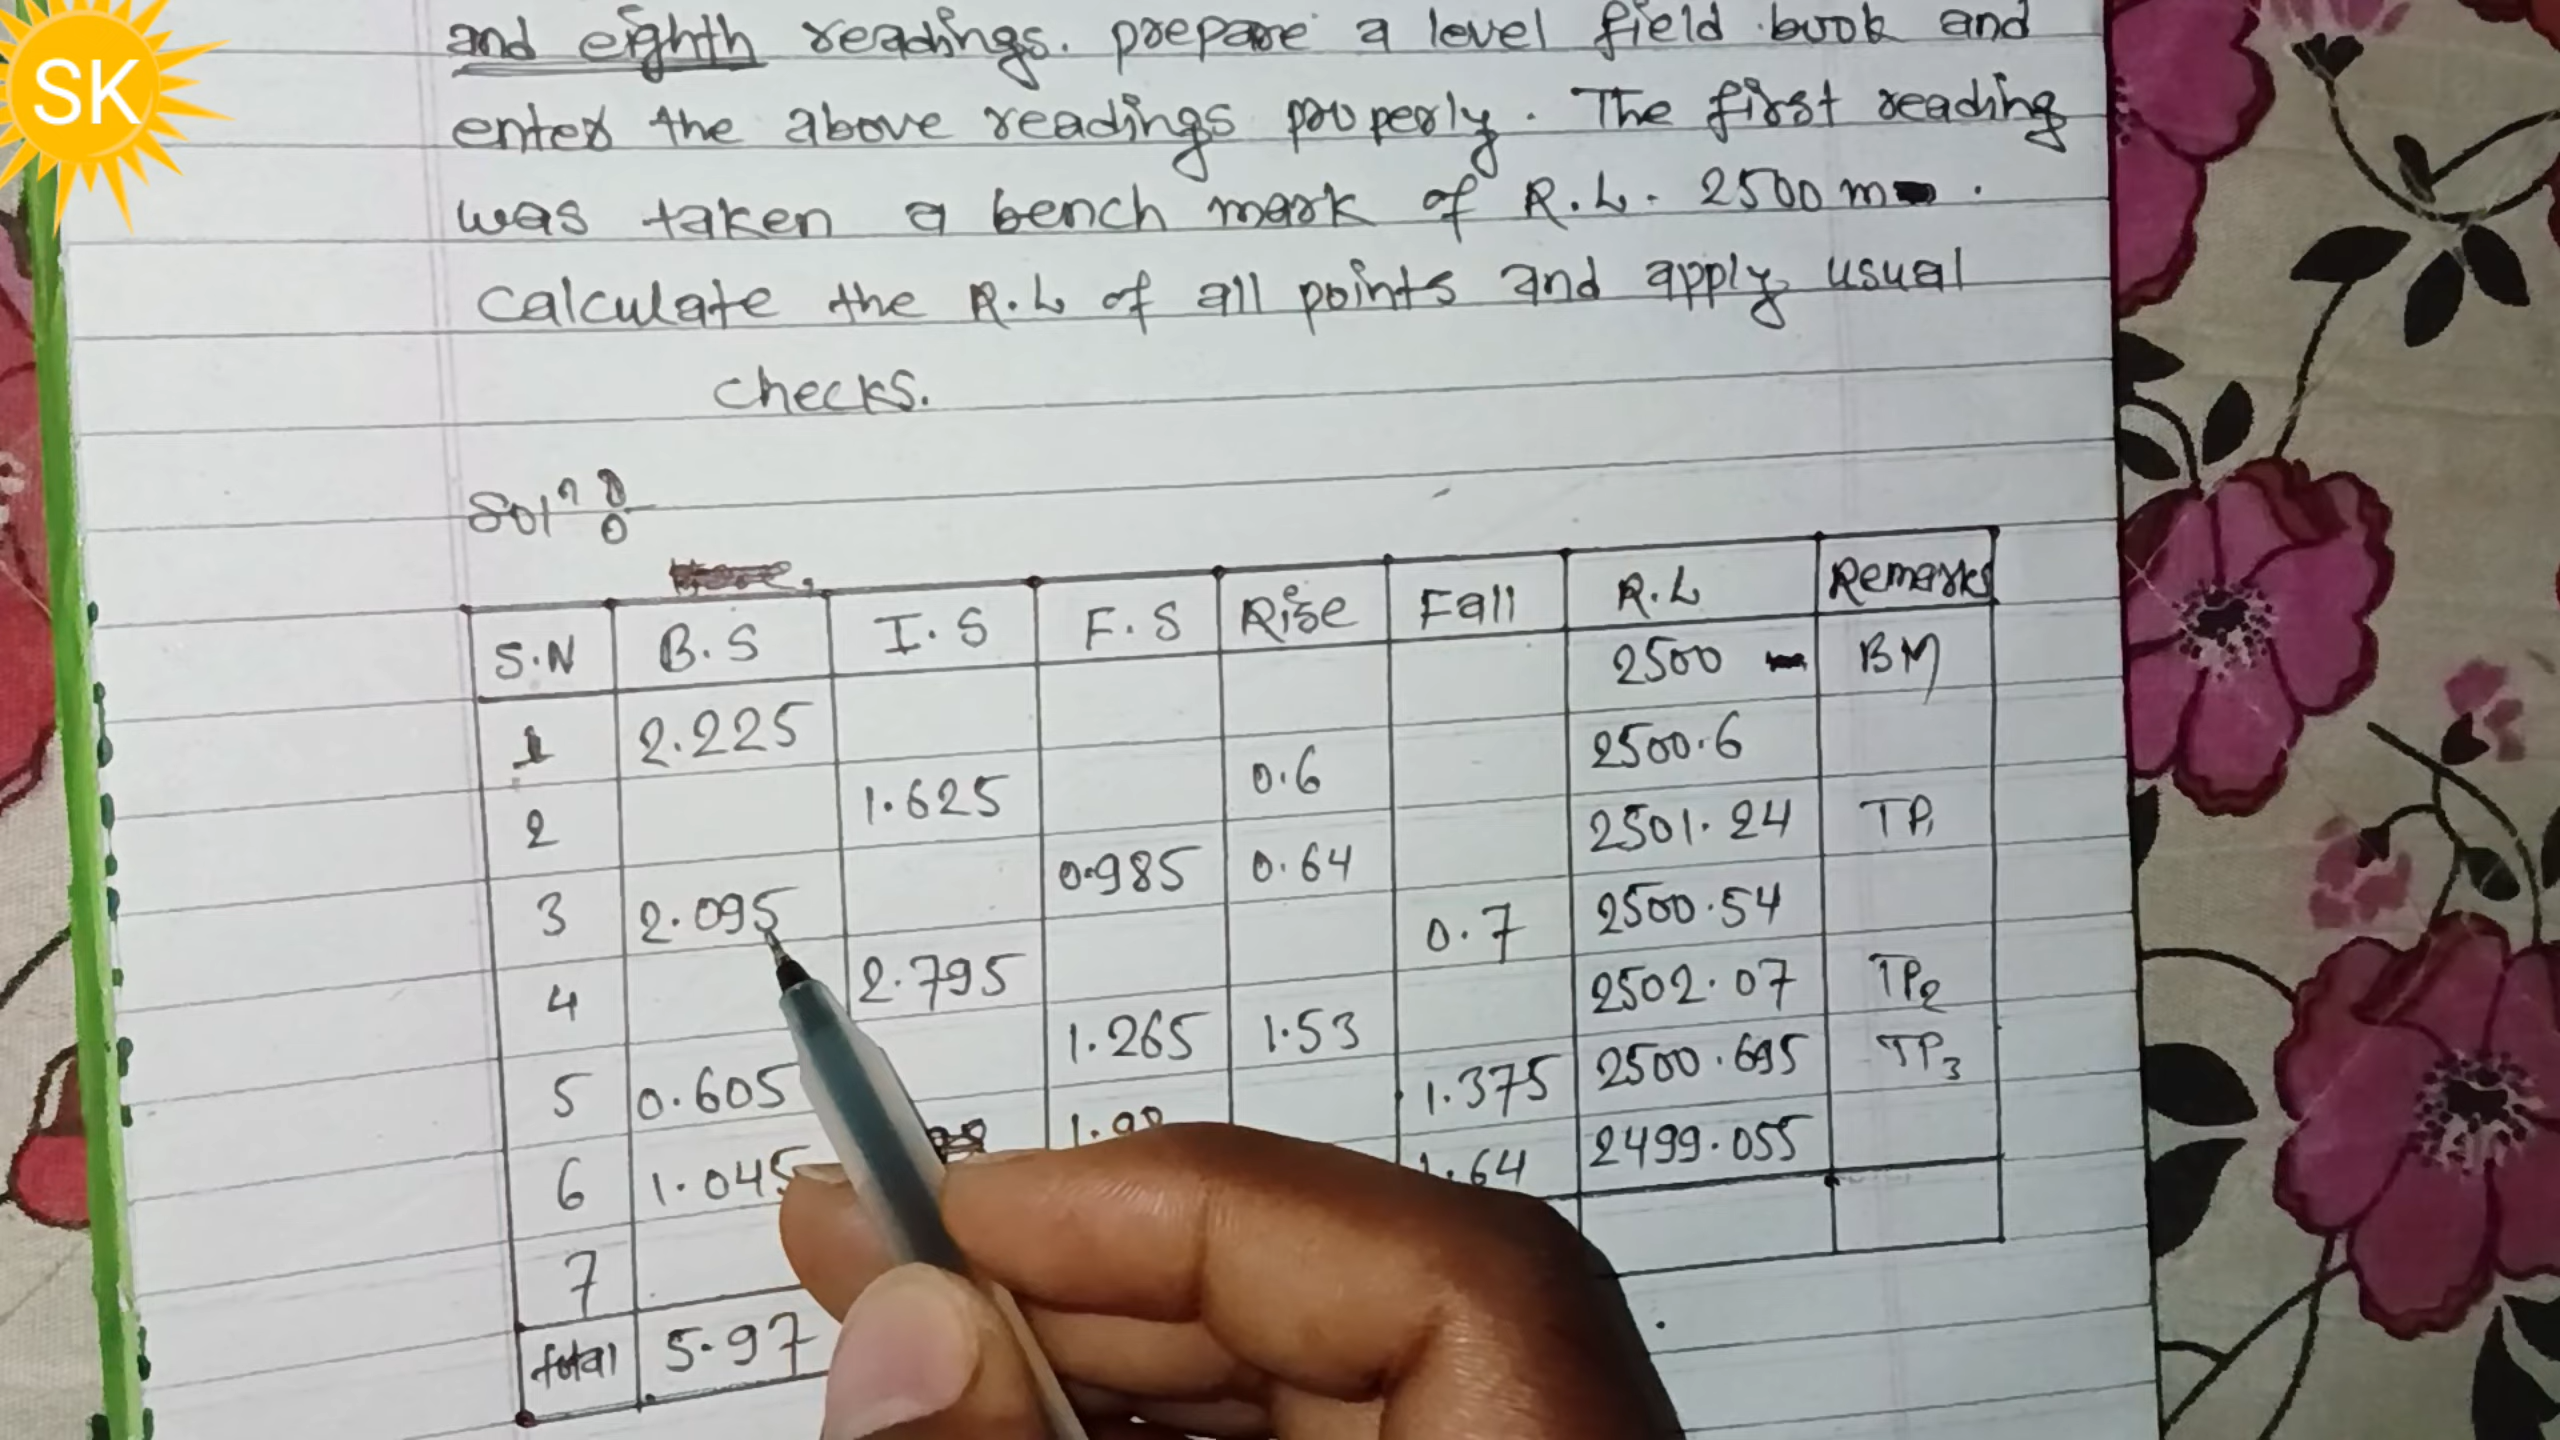 SK
and eighth readings. prepare a level field book and
enter the above readings properly. The first reading
was taken a bench mark of R.L. 2500 m .
calculate the R.L of all points and apply usual
checks.
Solⁿ :
S.N B.S I.S F.S Rise Fall R.L Remarks
1 2.225 2500 BM
2 1.625 0.6 2500.6
3 2.095 0.985 0.64 2501.24 TP1
4 2.795 0.7 2500.54
5 0.605 1.265 1.53 2502.07 TP2
6 1.045 1.98 1.375 2500.695 TP3
7 .64 2499.055
total 5.97